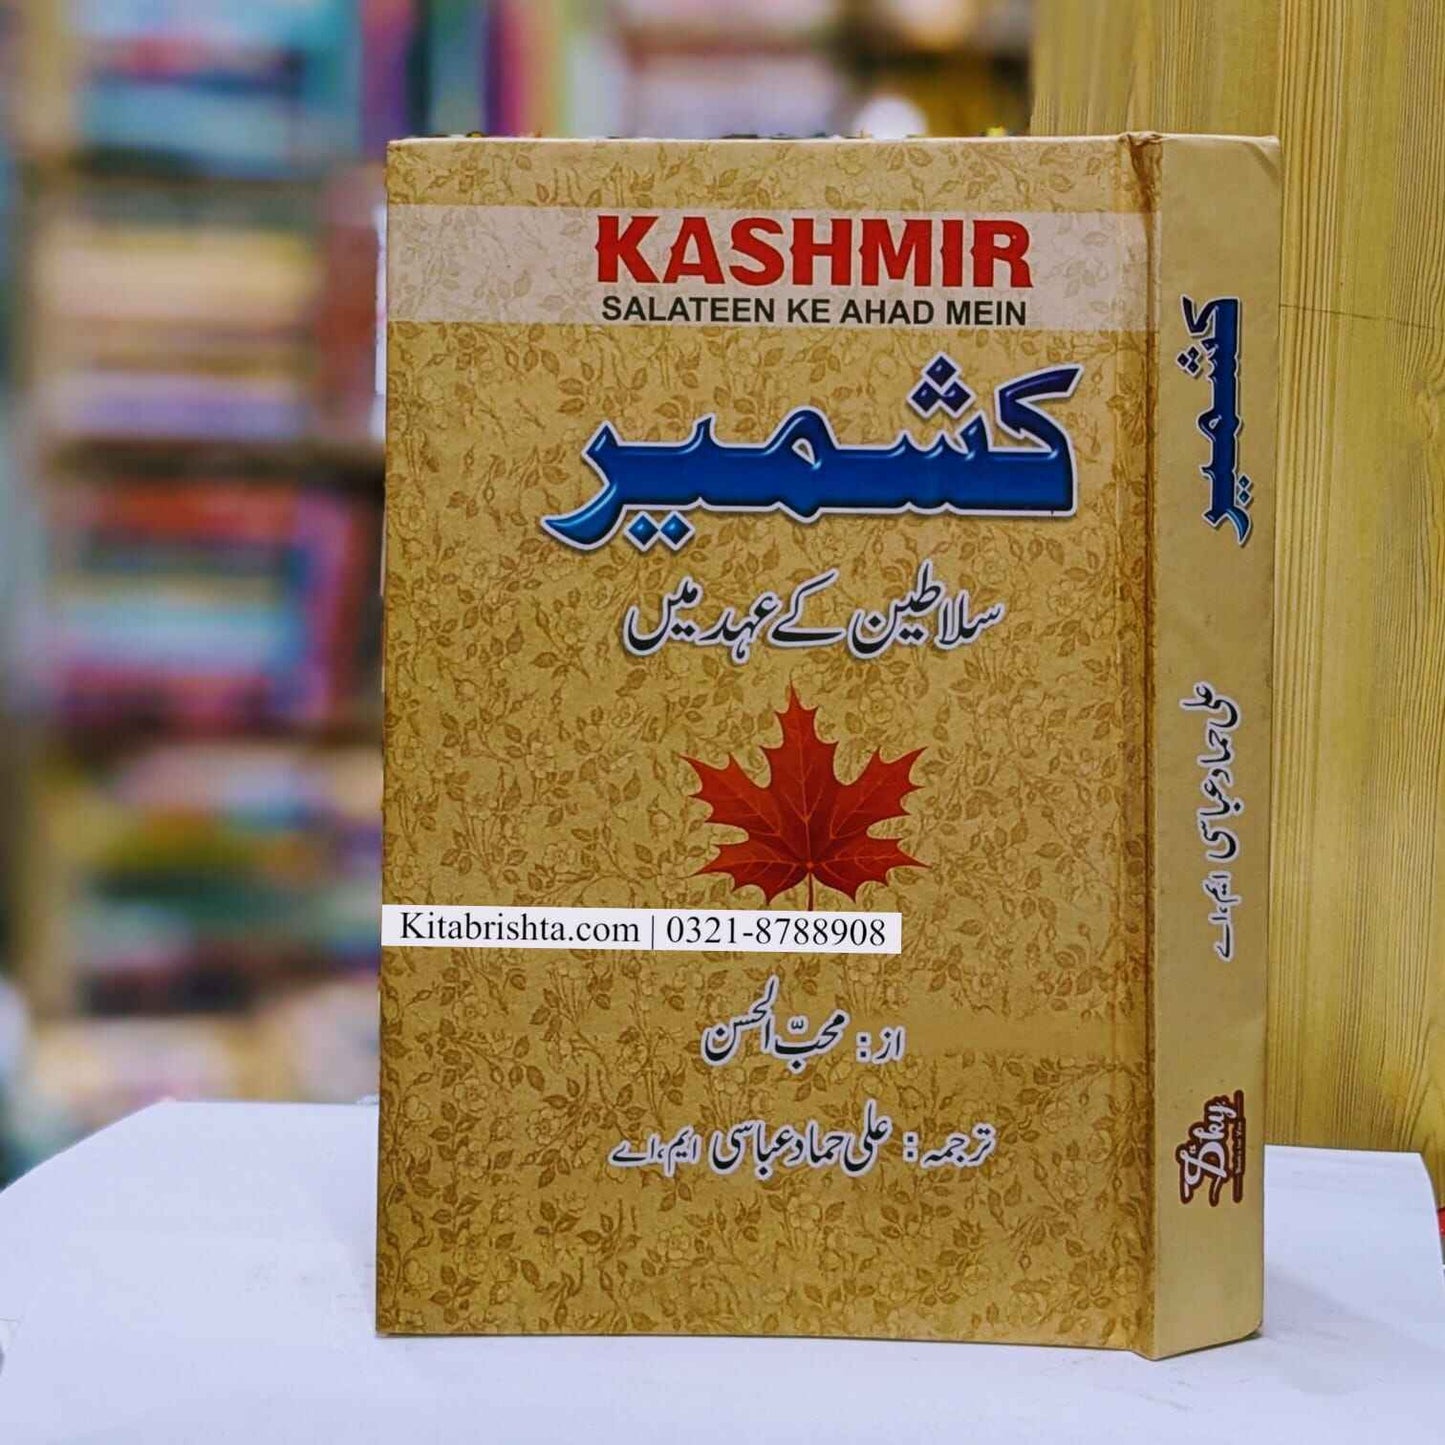 KASHMIR
SALATEEN KE AHAD MEIN
کشمیر
سلاطین کے عہد میں
Kitabrishta.com | 0321-8788908
از: محبّ الحسن
ترجمہ: علی حماد عباسی ایم،اے
کشمیر
علی حماد عباسی ایم،اے
Sky